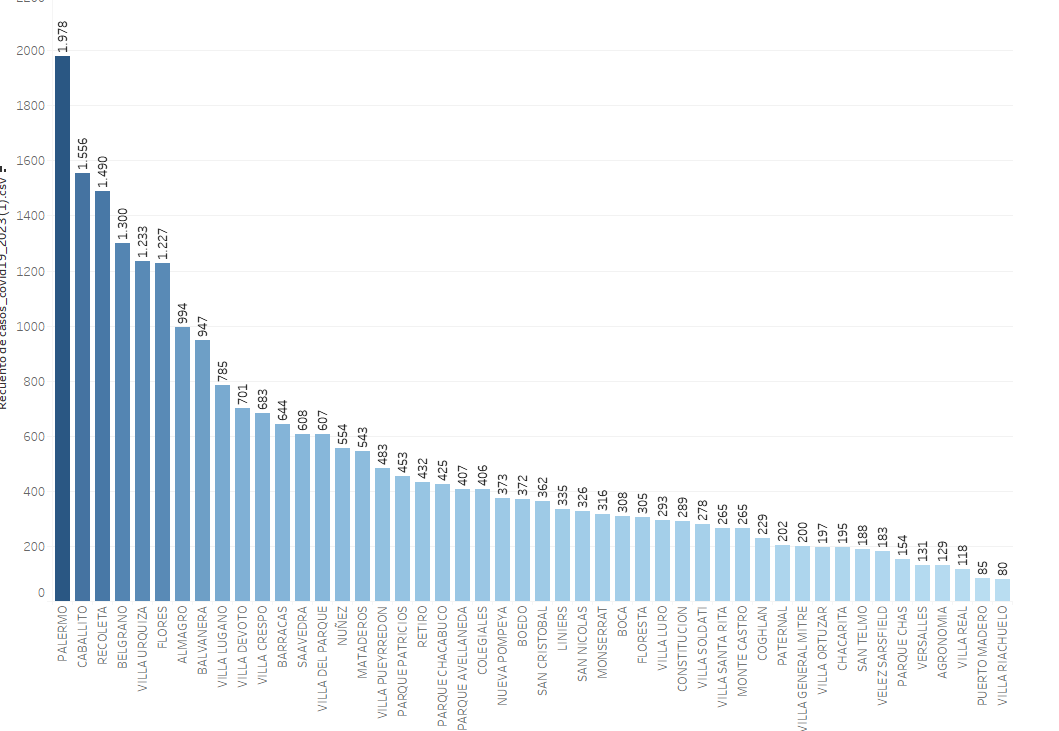 2200
2000
1800
1600
1400
1200
1000
800
600
400
200
0
Recuento de casos_covid19_2023 (1).csv
1.978
1.556
1.490
1.300
1.233
1.227
994
947
785
701
683
644
608
607
554
543
483
453
432
425
407
406
373
372
362
335
326
316
308
305
293
289
278
265
265
229
202
200
197
195
188
183
154
131
129
118
85
80
PALERMO
CABALLITO
RECOLETA
BELGRANO
VILLA URQUIZA
FLORES
ALMAGRO
BALVANERA
VILLA LUGANO
VILLA DEVOTO
VILLA CRESPO
BARRACAS
SAAVEDRA
VILLA DEL PARQUE
NUÑEZ
MATADEROS
VILLA PUEYRREDON
PARQUE PATRICIOS
RETIRO
PARQUE CHACABUCO
PARQUE AVELLANEDA
COLEGIALES
NUEVA POMPEYA
BOEDO
SAN CRISTOBAL
LINIERS
SAN NICOLAS
MONSERRAT
BOCA
FLORESTA
VILLA LURO
CONSTITUCION
VILLA SOLDATI
VILLA SANTA RITA
MONTE CASTRO
COGHLAN
PATERNAL
VILLA GENERAL MITRE
VILLA ORTUZAR
CHACARITA
SAN TELMO
VELEZ SARSFIELD
PARQUE CHAS
VERSALLES
AGRONOMIA
VILLA REAL
PUERTO MADERO
VILLA RIACHUELO